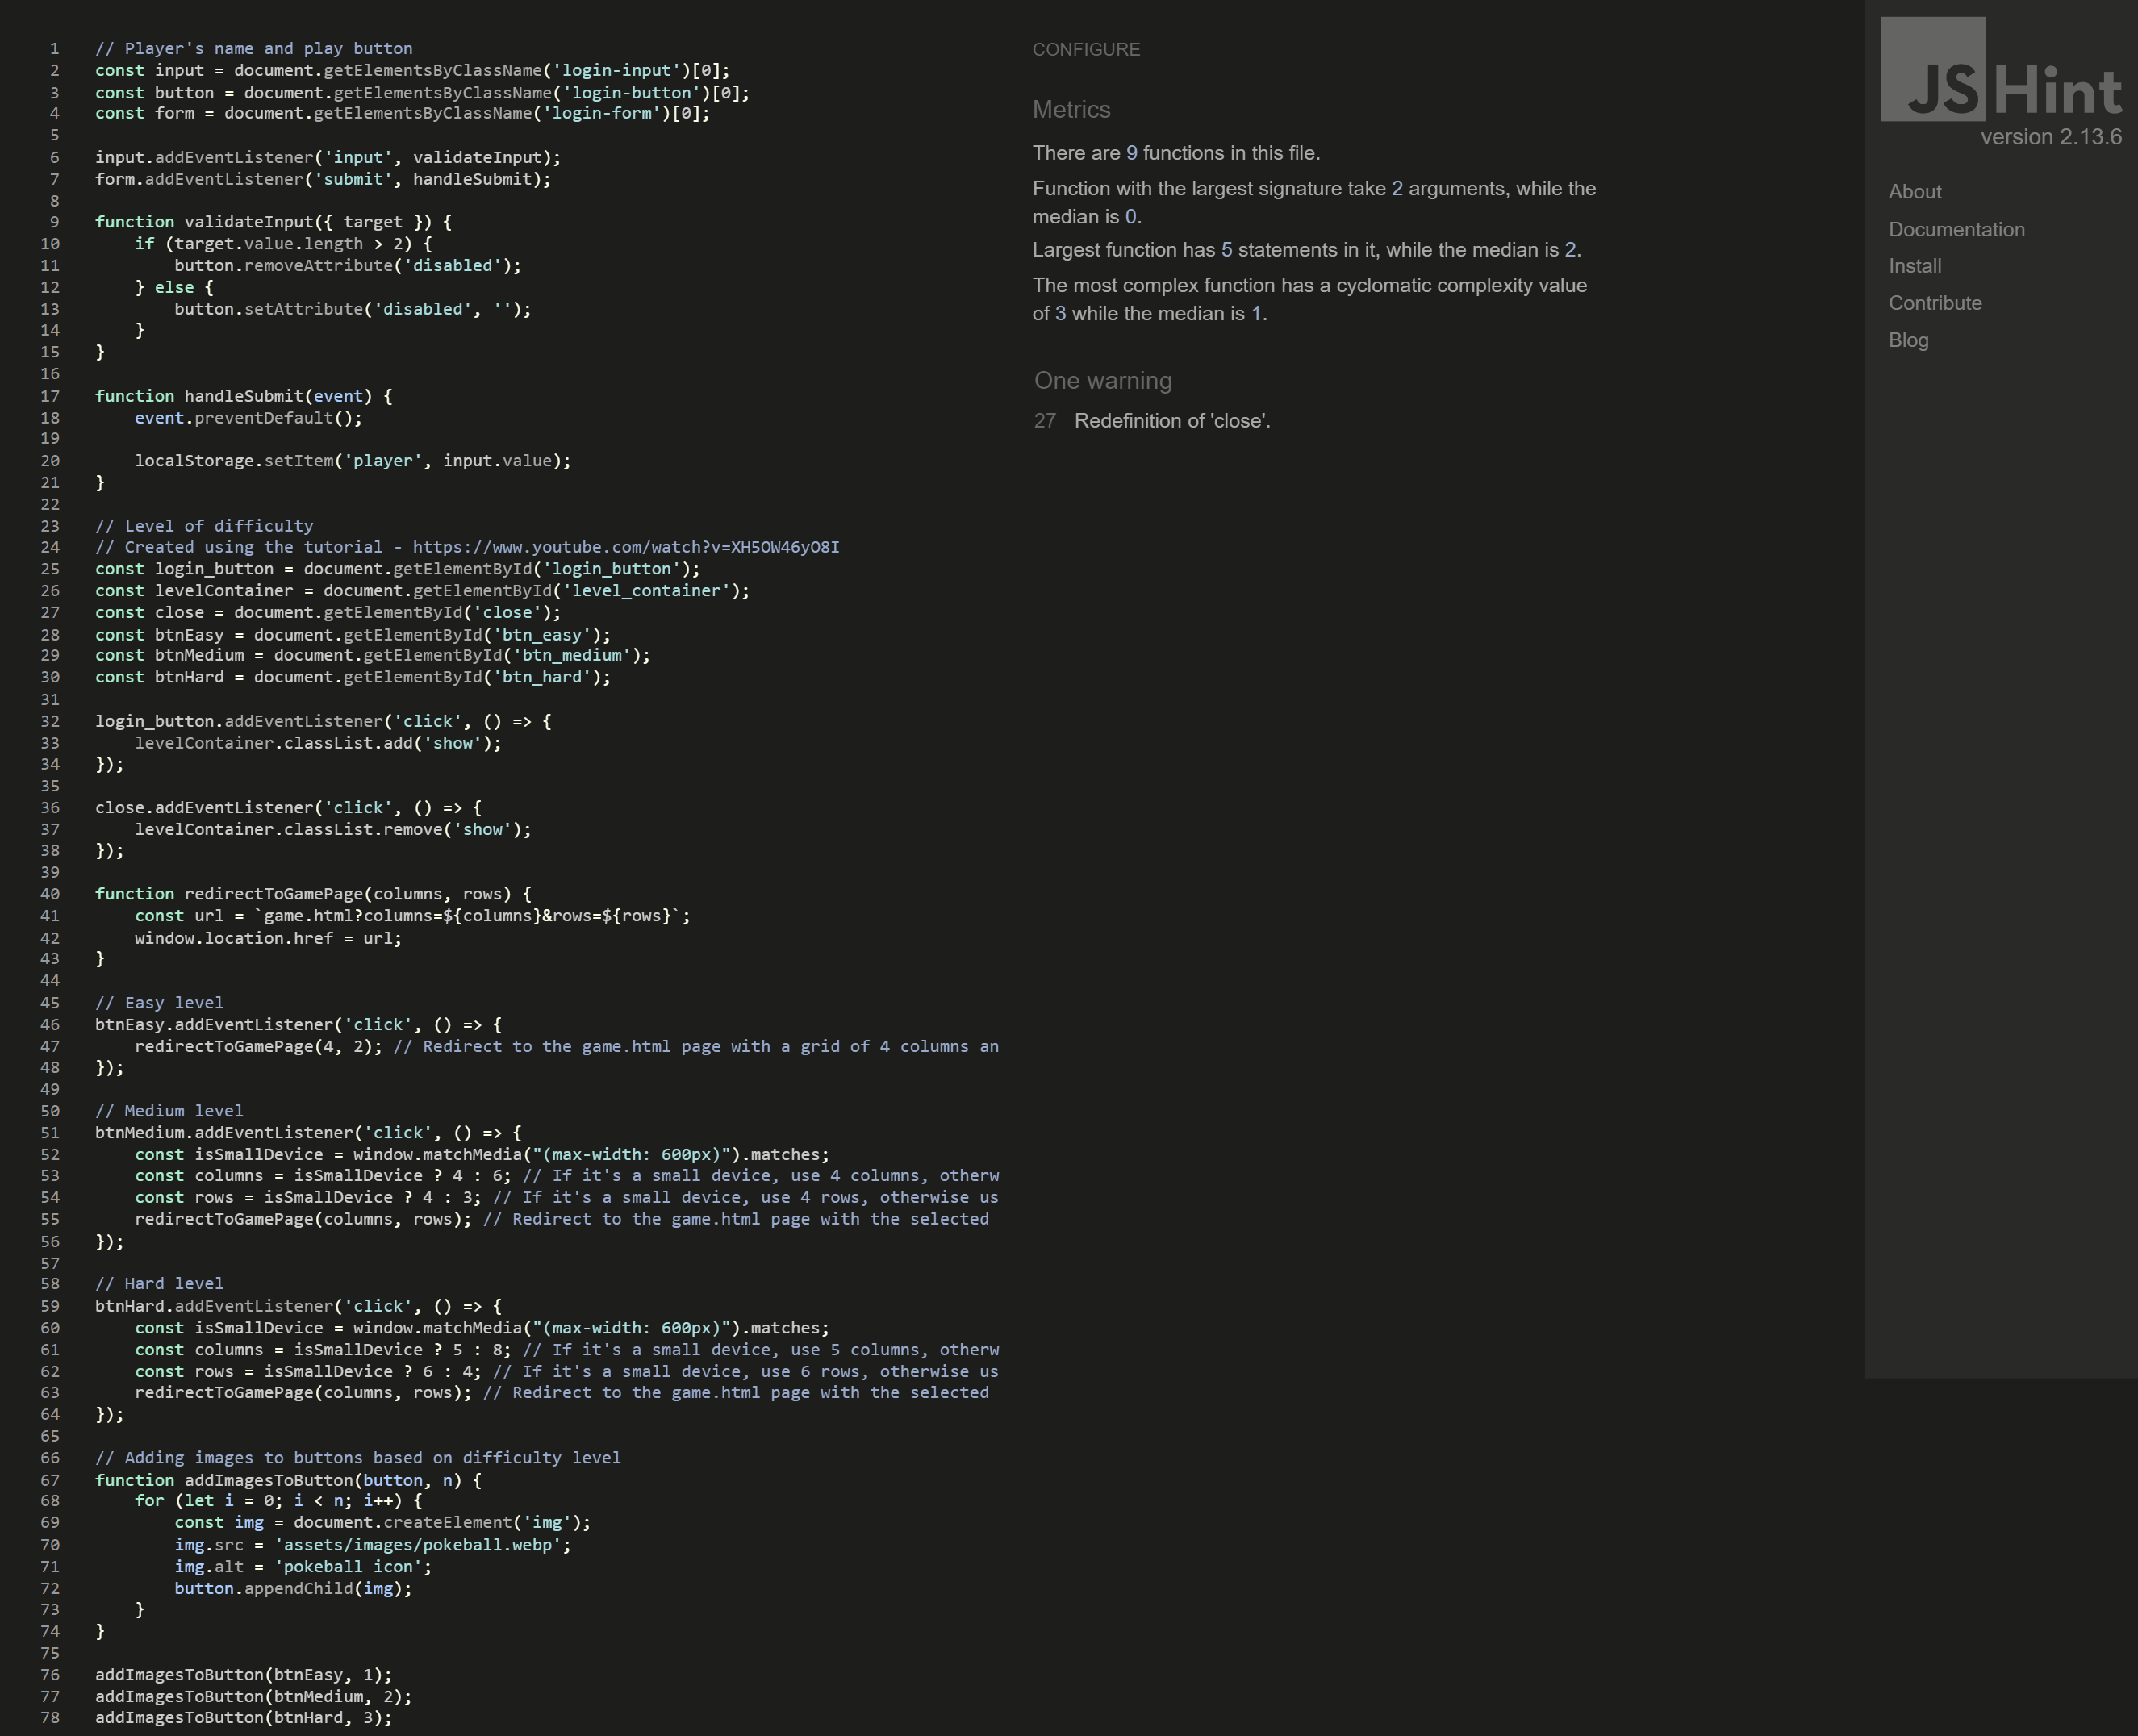 1 // Player's name and play button
2 const input = document.getElementsByClassName('login-input')[0];
3 const button = document.getElementsByClassName('login-button')[0];
4 const form = document.getElementsByClassName('login-form')[0];
5
6 input.addEventListener('input', validateInput);
7 form.addEventListener('submit', handleSubmit);
8
9 function validateInput({ target }) {
10 if (target.value.length > 2) {
11 button.removeAttribute('disabled');
12 } else {
13 button.setAttribute('disabled', '');
14 }
15 }
16
17 function handleSubmit(event) {
18 event.preventDefault();
19
20 localStorage.setItem('player', input.value);
21 }
22
23 // Level of difficulty
24 // Created using the tutorial - https://www.youtube.com/watch?v=XH5OW46yO8I
25 const login_button = document.getElementById('login_button');
26 const levelContainer = document.getElementById('level_container');
27 const close = document.getElementById('close');
28 const btnEasy = document.getElementById('btn_easy');
29 const btnMedium = document.getElementById('btn_medium');
30 const btnHard = document.getElementById('btn_hard');
31
32 login_button.addEventListener('click', () => {
33 levelContainer.classList.add('show');
34 });
35
36 close.addEventListener('click', () => {
37 levelContainer.classList.remove('show');
38 });
39
40 function redirectToGamePage(columns, rows) {
41 const url = `game.html?columns=${columns}&rows=${rows}`;
42 window.location.href = url;
43 }
44
45 // Easy level
46 btnEasy.addEventListener('click', () => {
47 redirectToGamePage(4, 2); // Redirect to the game.html page with a grid of 4 columns an
48 });
49
50 // Medium level
51 btnMedium.addEventListener('click', () => {
52 const isSmallDevice = window.matchMedia("(max-width: 600px)").matches;
53 const columns = isSmallDevice ? 4 : 6; // If it's a small device, use 4 columns, otherw
54 const rows = isSmallDevice ? 4 : 3; // If it's a small device, use 4 rows, otherwise us
55 redirectToGamePage(columns, rows); // Redirect to the game.html page with the selected
56 });
57
58 // Hard level
59 btnHard.addEventListener('click', () => {
60 const isSmallDevice = window.matchMedia("(max-width: 600px)").matches;
61 const columns = isSmallDevice ? 5 : 8; // If it's a small device, use 5 columns, otherw
62 const rows = isSmallDevice ? 6 : 4; // If it's a small device, use 6 rows, otherwise us
63 redirectToGamePage(columns, rows); // Redirect to the game.html page with the selected
64 });
65
66 // Adding images to buttons based on difficulty level
67 function addImagesToButton(button, n) {
68 for (let i = 0; i < n; i++) {
69 const img = document.createElement('img');
70 img.src = 'assets/images/pokeball.webp';
71 img.alt = 'pokeball icon';
72 button.appendChild(img);
73 }
74 }
75
76 addImagesToButton(btnEasy, 1);
77 addImagesToButton(btnMedium, 2);
78 addImagesToButton(btnHard, 3);
CONFIGURE
Metrics
There are 9 functions in this file.
Function with the largest signature take 2 arguments, while the
median is 0.
Largest function has 5 statements in it, while the median is 2.
The most complex function has a cyclomatic complexity value
of 3 while the median is 1.
One warning
27 Redefinition of 'close'.
JSHint
version 2.13.6
About
Documentation
Install
Contribute
Blog